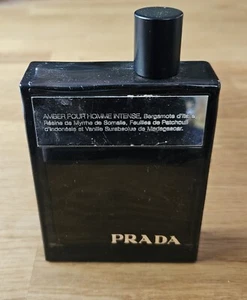 AMBER POUR HOMME INTENSE, Bergamote d'Italie
Résine de Myrrhe de Somalie, Feuilles de Patchouli
d'Indonésie et Vanille Surabsolue de Madagascar.
PRADA